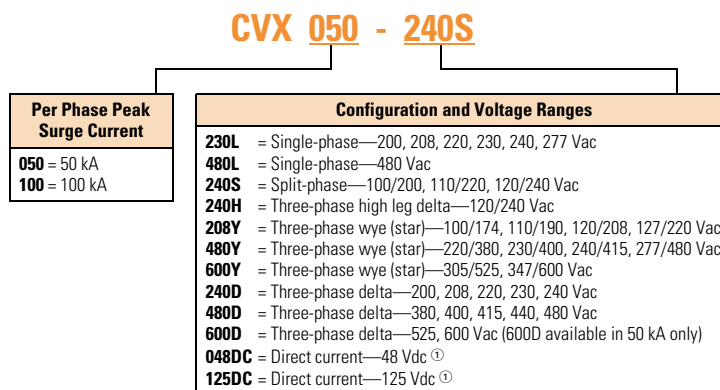 CVX 050 - 240S
Per Phase Peak
Surge Current
050 = 50 kA
100 = 100 kA
Configuration and Voltage Ranges
230L = Single-phase—200, 208, 220, 230, 240, 277 Vac
480L = Single-phase—480 Vac
240S = Split-phase—100/200, 110/220, 120/240 Vac
240H = Three-phase high leg delta—120/240 Vac
208Y = Three-phase wye (star)—100/174, 110/190, 120/208, 127/220 Vac
480Y = Three-phase wye (star)—220/380, 230/400, 240/415, 277/480 Vac
600Y = Three-phase wye (star)—305/525, 347/600 Vac
240D = Three-phase delta—200, 208, 220, 230, 240 Vac
480D = Three-phase delta—380, 400, 415, 440, 480 Vac
600D = Three-phase delta—525, 600 Vac (600D available in 50 kA only)
048DC = Direct current—48 Vdc ①
125DC = Direct current—125 Vdc ①